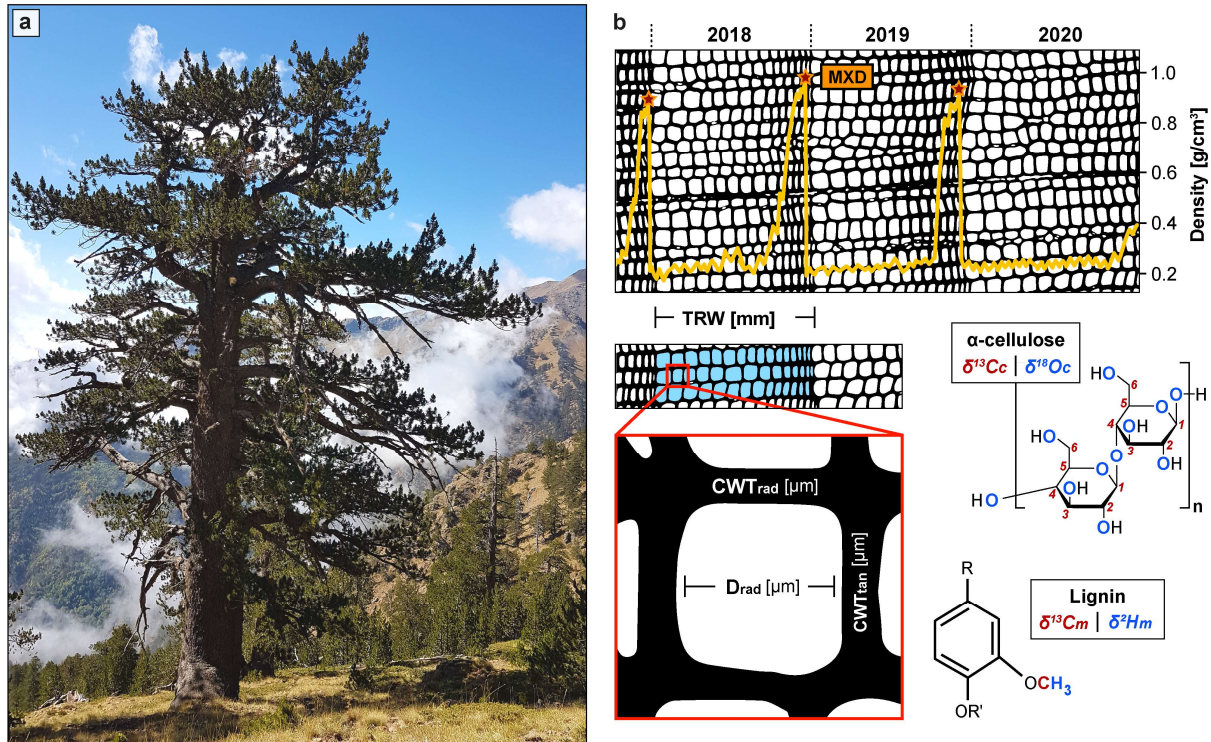 a
b
2018 2019 2020
MXD
1.0
0.8
0.6
0.4
0.2
Density [g/cm³]
TRW [mm]
CWTrad [µm]
Drad [µm]
CWTtan [µm]
α-cellulose
δ¹³Cc | δ¹⁸Oc
HO
6
5
O
O
H
4
OH
1
3
2
HO
6
OH
5
O
O
4
OH
1
HO
3
2
OH
n
R
Lignin
δ¹³Cm | δ²Hm
OCH₃
OR'